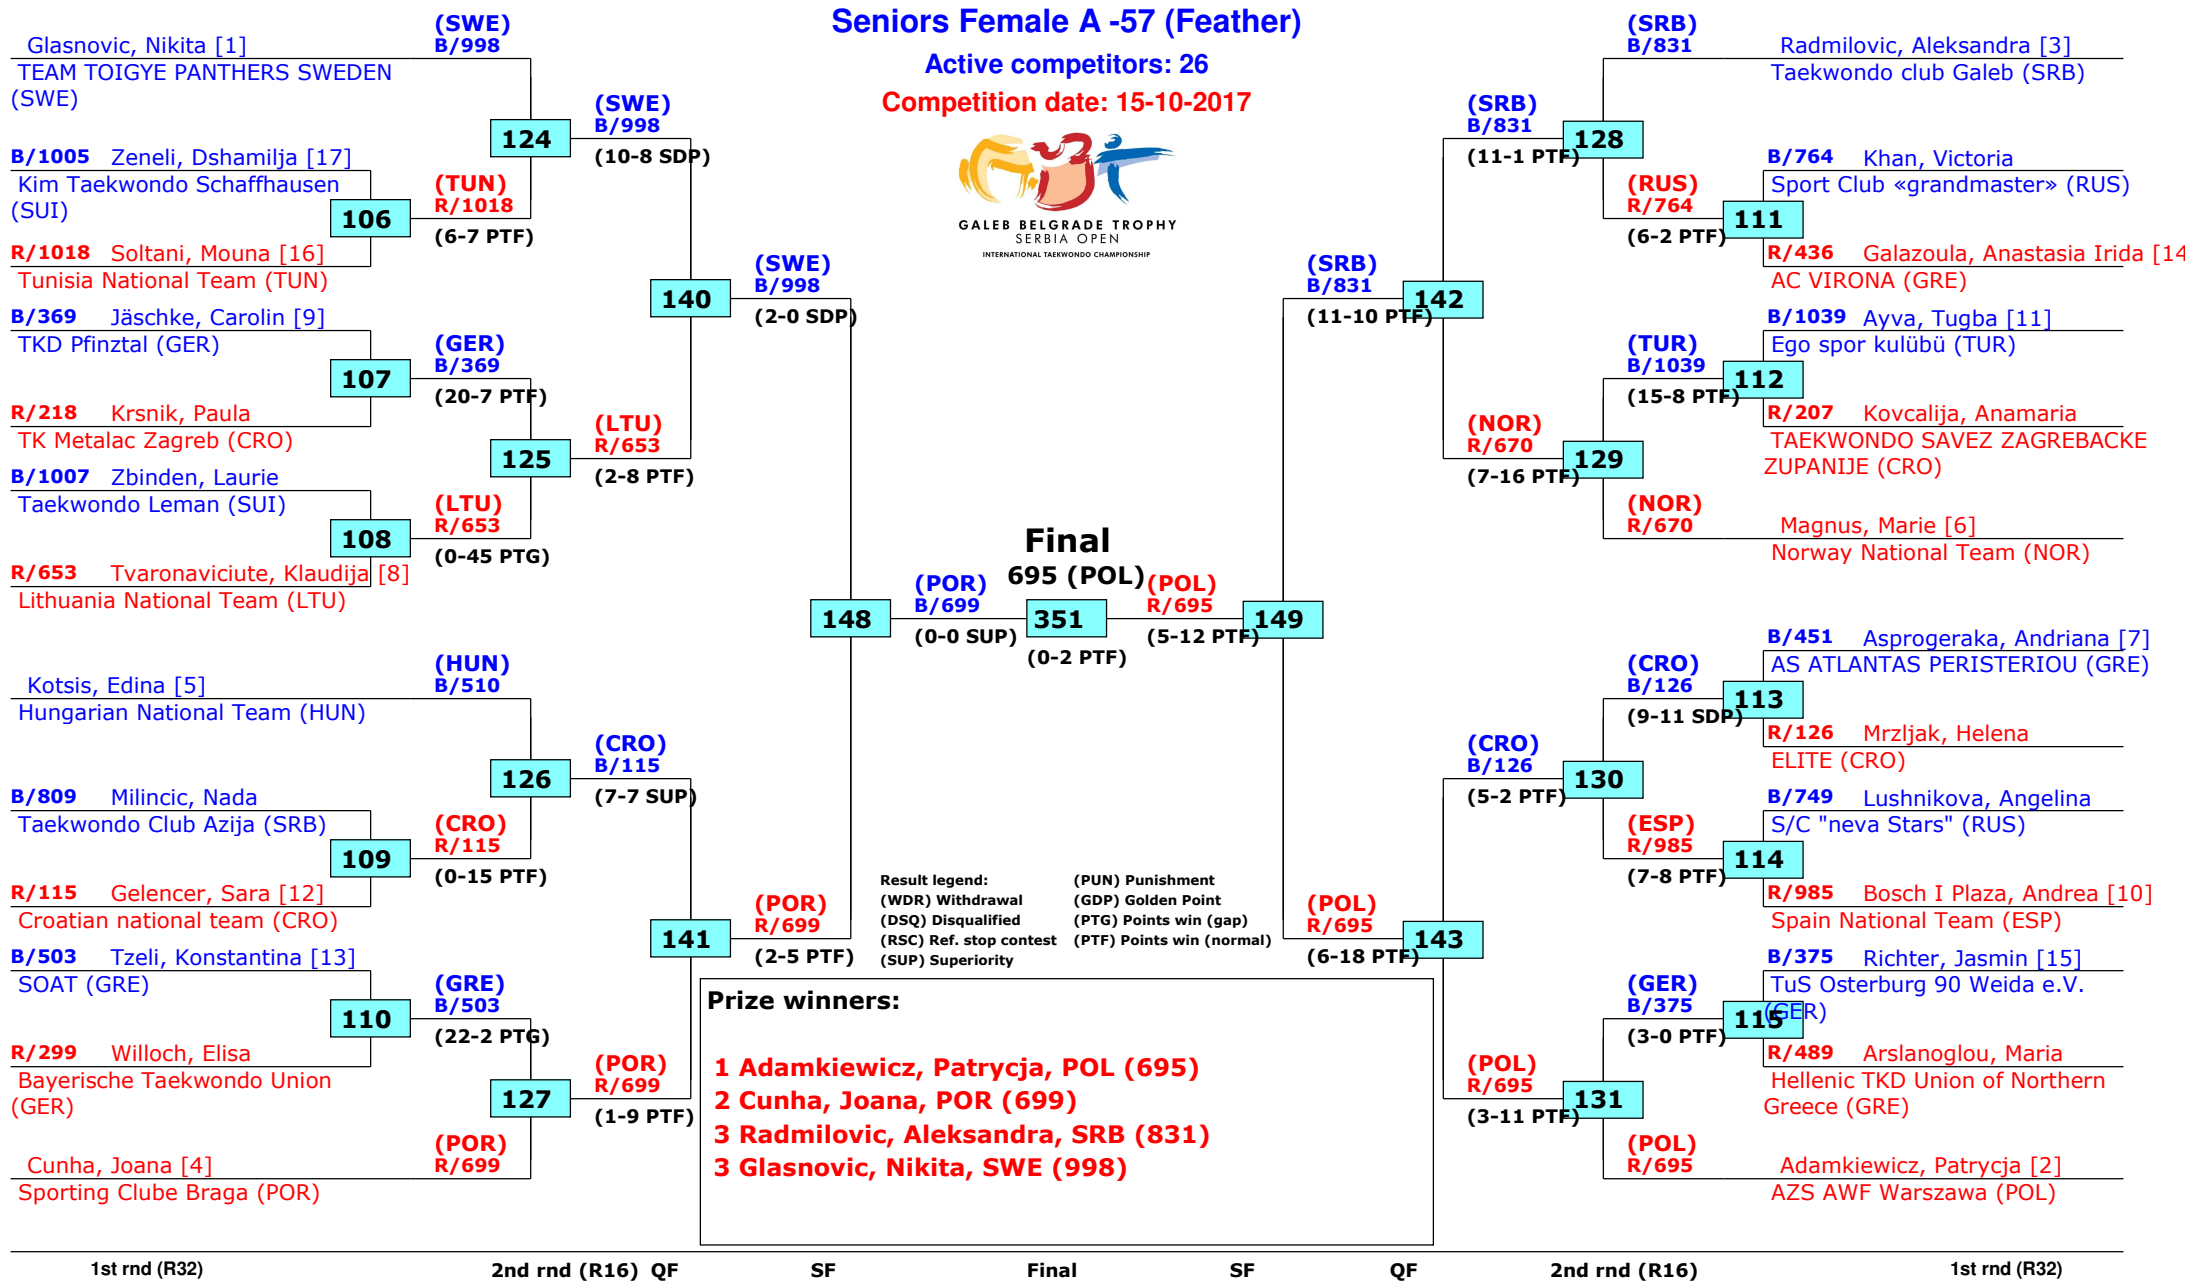 Seniors Female A -57 (Feather)
Active competitors: 26
Competition date: 15-10-2017
GALEB BELGRADE TROPHY
SERBIA OPEN
INTERNATIONAL TAEKWONDO CHAMPIONSHIP
Glasnovic, Nikita [1]
TEAM TOIGYE PANTHERS SWEDEN
(SWE)
B/1005 Zeneli, Dshamilja [17]
Kim Taekwondo Schaffhausen
(SUI)
R/1018 Soltani, Mouna [16]
Tunisia National Team (TUN)
B/369 Jäschke, Carolin [9]
TKD Pfinztal (GER)
R/218 Krsnik, Paula
TK Metalac Zagreb (CRO)
B/1007 Zbinden, Laurie
Taekwondo Leman (SUI)
R/653 Tvaronaviciute, Klaudija [8]
Lithuania National Team (LTU)
Kotsis, Edina [5]
Hungarian National Team (HUN)
B/809 Milincic, Nada
Taekwondo Club Azija (SRB)
R/115 Gelencer, Sara [12]
Croatian national team (CRO)
B/503 Tzeli, Konstantina [13]
SOAT (GRE)
R/299 Willoch, Elisa
Bayerische Taekwondo Union
(GER)
Cunha, Joana [4]
Sporting Clube Braga (POR)
106
107
108
109
110
(SWE)
B/998
(TUN)
R/1018
(6-7 PTF)
(GER)
B/369
(20-7 PTF)
(LTU)
R/653
(0-45 PTG)
(HUN)
B/510
(CRO)
R/115
(0-15 PTF)
(GRE)
B/503
(22-2 PTG)
(POR)
R/699
124
125
126
127
(SWE)
B/998
(10-8 SDP)
(LTU)
R/653
(2-8 PTF)
(CRO)
B/115
(7-7 SUP)
(POR)
R/699
(1-9 PTF)
140
141
(SWE)
B/998
(2-0 SDP)
(POR)
R/699
(2-5 PTF)
148
(POR)
B/699
(0-0 SUP)
Final
695 (POL)
351
(0-2 PTF)
(POL)
R/695
(5-12 PTF)
149
(SRB)
B/831
(11-10 PTF)
(POL)
R/695
(6-18 PTF)
142
143
(SRB)
B/831
(11-1 PTF)
(NOR)
R/670
(7-16 PTF)
(CRO)
B/126
(5-2 PTF)
(POL)
R/695
(3-11 PTF)
128
129
130
131
(SRB)
B/831
(RUS)
R/764
(6-2 PTF)
(TUR)
B/1039
(15-8 PTF)
(NOR)
R/670
(CRO)
B/126
(9-11 SDP)
(ESP)
R/985
(7-8 PTF)
(GER)
B/375
(3-0 PTF)
(POL)
R/695
111
112
113
114
115
Radmilovic, Aleksandra [3]
Taekwondo club Galeb (SRB)
B/764 Khan, Victoria
Sport Club «grandmaster» (RUS)
R/436 Galazoula, Anastasia Irida [14
AC VIRONA (GRE)
B/1039 Ayva, Tugba [11]
Ego spor kulübü (TUR)
R/207 Kovcalija, Anamaria
TAEKWONDO SAVEZ ZAGREBACKE
ZUPANIJE (CRO)
Magnus, Marie [6]
Norway National Team (NOR)
B/451 Asprogeraka, Andriana [7]
AS ATLANTAS PERISTERIOU (GRE)
R/126 Mrzljak, Helena
ELITE (CRO)
B/749 Lushnikova, Angelina
S/C "neva Stars" (RUS)
R/985 Bosch I Plaza, Andrea [10]
Spain National Team (ESP)
B/375 Richter, Jasmin [15]
TuS Osterburg 90 Weida e.V.
(GER)
R/489 Arslanoglou, Maria
Hellenic TKD Union of Northern
Greece (GRE)
Adamkiewicz, Patrycja [2]
AZS AWF Warszawa (POL)
Result legend: (PUN) Punishment
(WDR) Withdrawal (GDP) Golden Point
(DSQ) Disqualified (PTG) Points win (gap)
(RSC) Ref. stop contest (PTF) Points win (normal)
(SUP) Superiority
Prize winners:
1 Adamkiewicz, Patrycja, POL (695)
2 Cunha, Joana, POR (699)
3 Radmilovic, Aleksandra, SRB (831)
3 Glasnovic, Nikita, SWE (998)
1st rnd (R32) 2nd rnd (R16) QF SF Final SF QF 2nd rnd (R16) 1st rnd (R32)